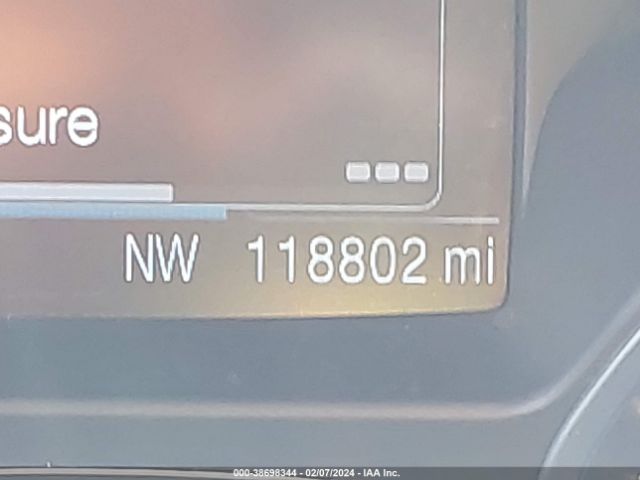 sure
NW 118802 mi
000-38698344 - 02/07/2024 - IAA Inc.